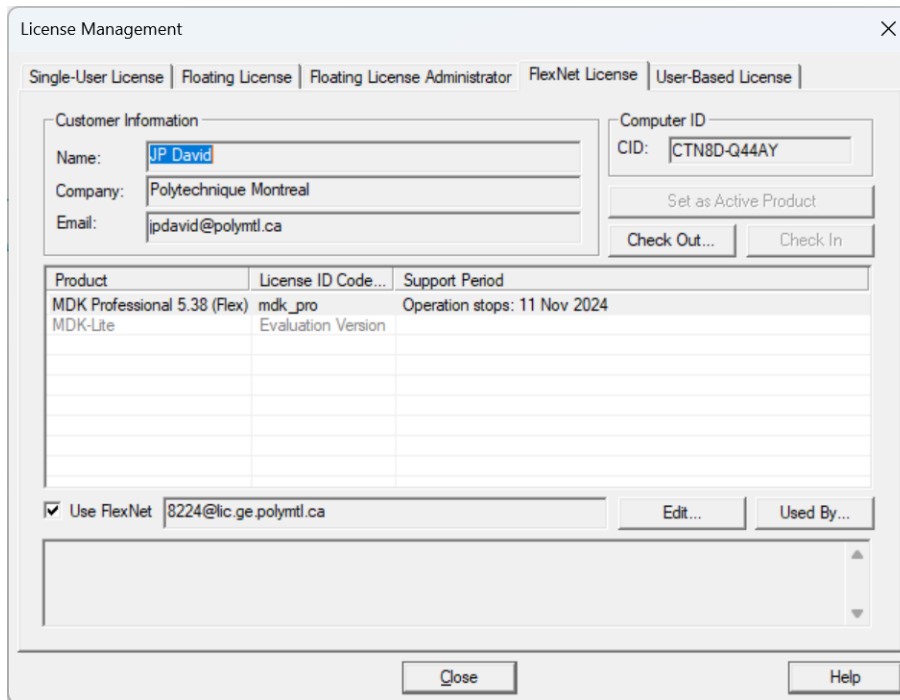 License Management
Single-User License Floating License Floating License Administrator FlexNet License User-Based License
Customer Information
Name: JP David
Company: Polytechnique Montreal
Email: jpdavid@polymtl.ca
Computer ID
CID: CTN8D-Q44AY
Set as Active Product
Check Out... Check In
Product License ID Code... Support Period
MDK Professional 5.38 (Flex) mdk_pro Operation stops: 11 Nov 2024
MDK-Lite Evaluation Version
Use FlexNet 8224@lic.ge.polymtl.ca Edit... Used By...
Close Help